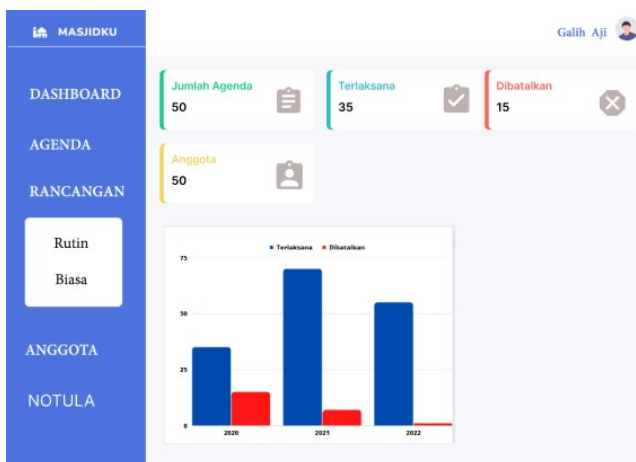 MASJIDKU
Galih Aji
DASHBOARD
AGENDA
RANCANGAN
Rutin
Biasa
ANGGOTA
NOTULA
Jumlah Agenda
50
Terlaksana
35
Dibatalkan
15
Anggota
50
Terlaksana Dibatalkan
75
50
25
0
2020 2021 2022